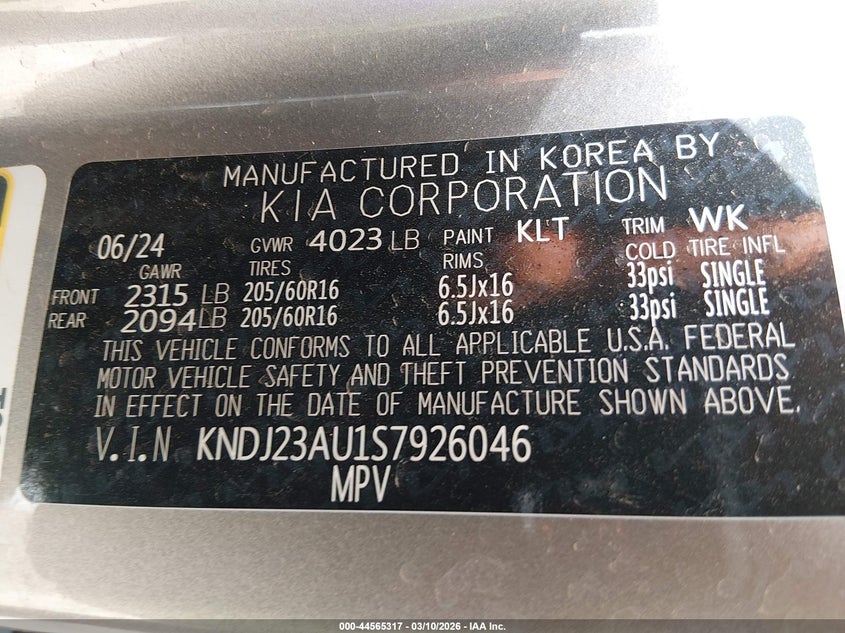 MANUFACTURED IN KOREA BY
KIA CORPORATION
06/24 GVWR 4023 LB PAINT KLT TRIM WK
GAWR TIRES RIMS COLD TIRE INFL
FRONT 2315 LB 205/60R16 6.5Jx16 33psi SINGLE
REAR 2094 LB 205/60R16 6.5Jx16 33psi SINGLE
THIS VEHICLE CONFORMS TO ALL APPLICABLE U.S.A. FEDERAL
MOTOR VEHICLE SAFETY AND THEFT PREVENTION STANDARDS
IN EFFECT ON THE DATE OF MANUFACTURE SHOWN ABOVE.
V.I.N KNDJ23AU1S7926046
MPV
000-44565317 - 03/10/2026 - IAA Inc.